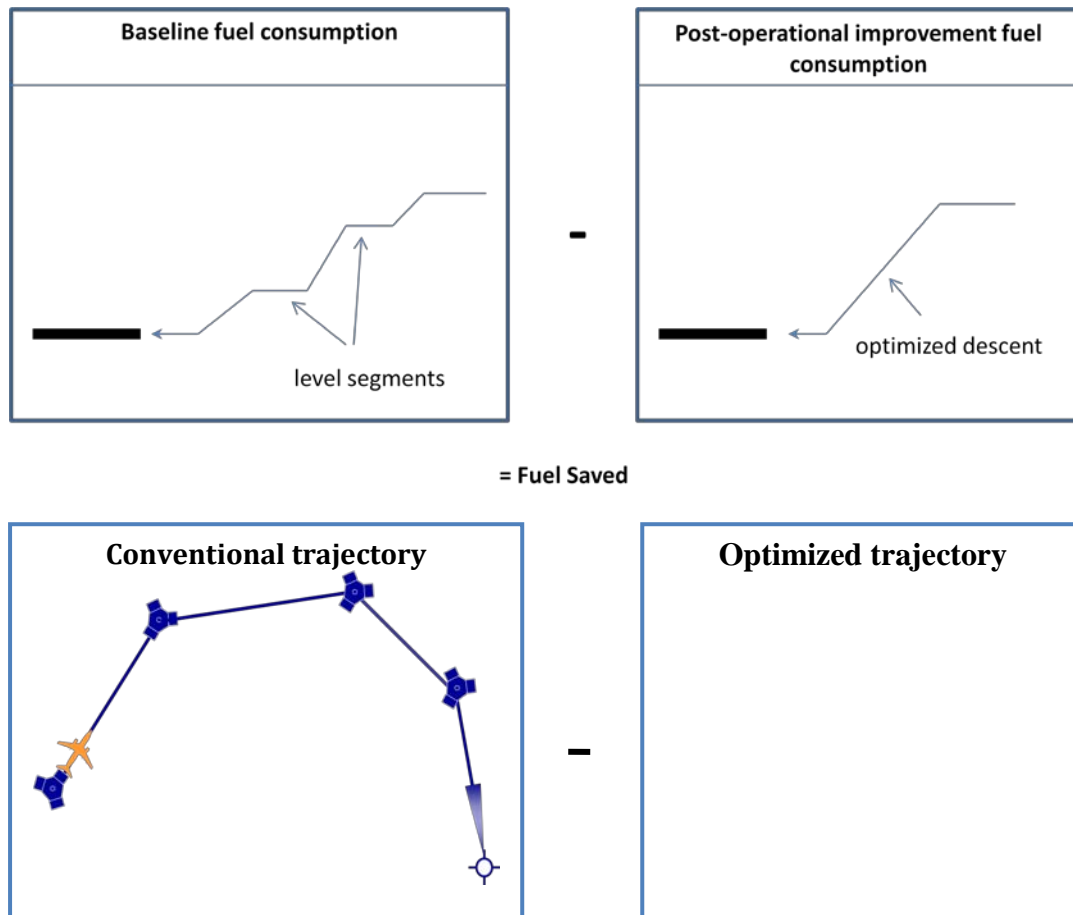 Baseline fuel consumption
Post-operational improvement fuel
consumption
-
level segments
optimized descent
= Fuel Saved
Conventional trajectory
Optimized trajectory
-